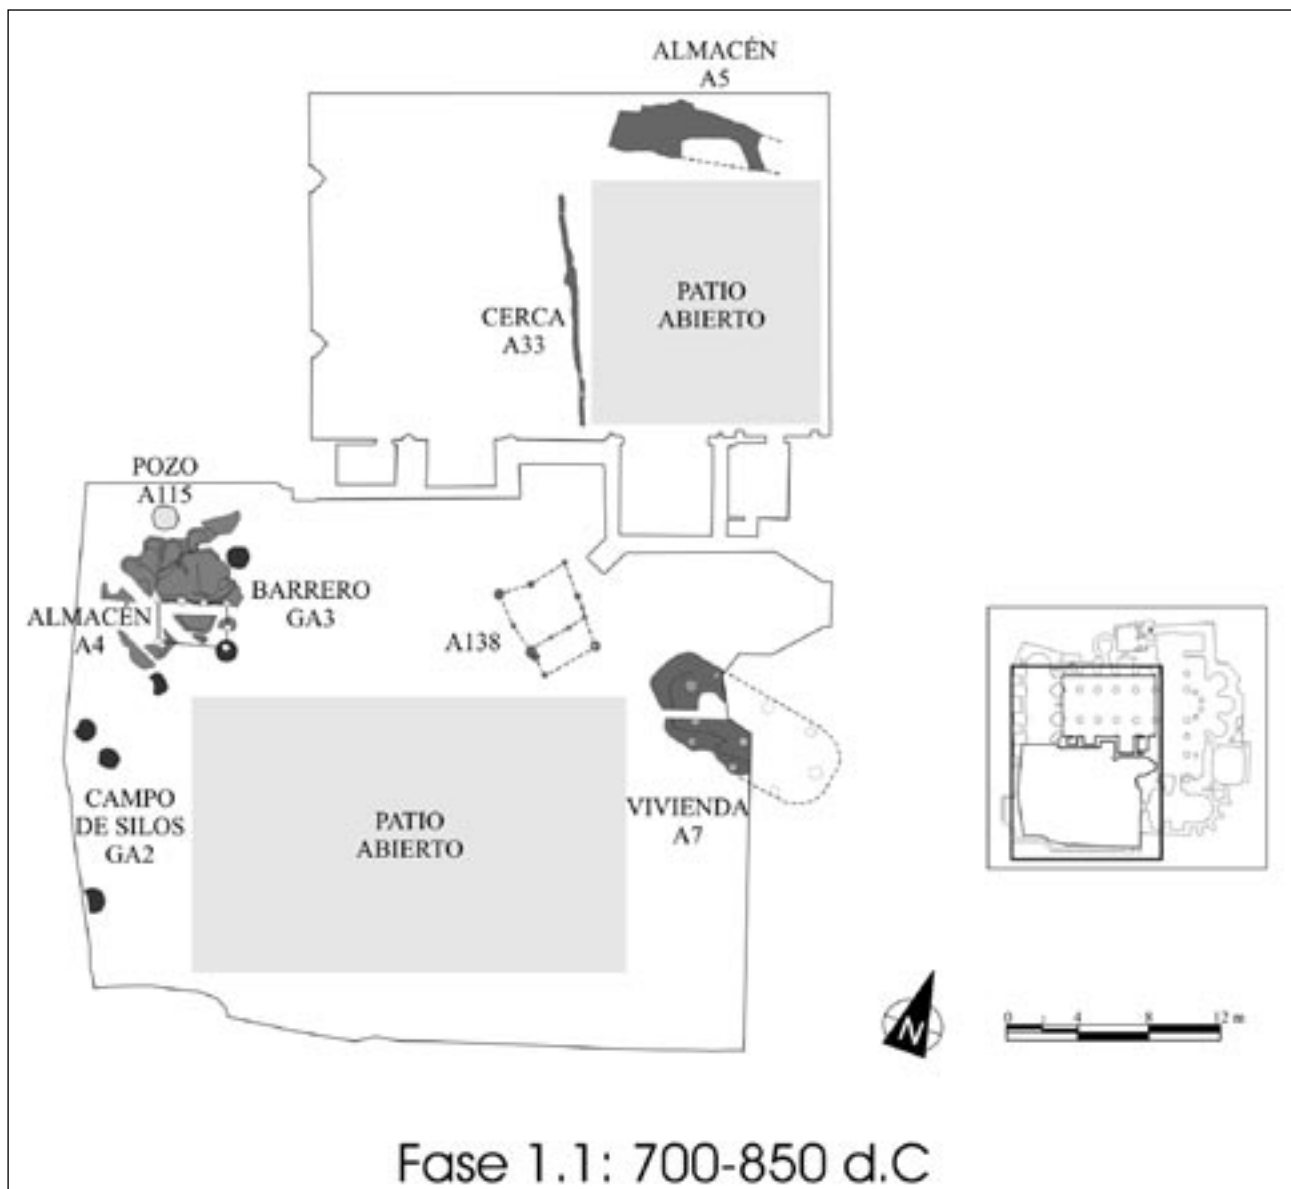 ALMACÉN
A5
PATIO
ABIERTO
CERCA
A33
POZO
A115
BARRERO
GA3
ALMACÉN
A4
A138
CAMPO
DE SILOS
GA2
PATIO
ABIERTO
VIVIENDA
A7
N
0 4 8 12 m
Fase 1.1: 700-850 d.C